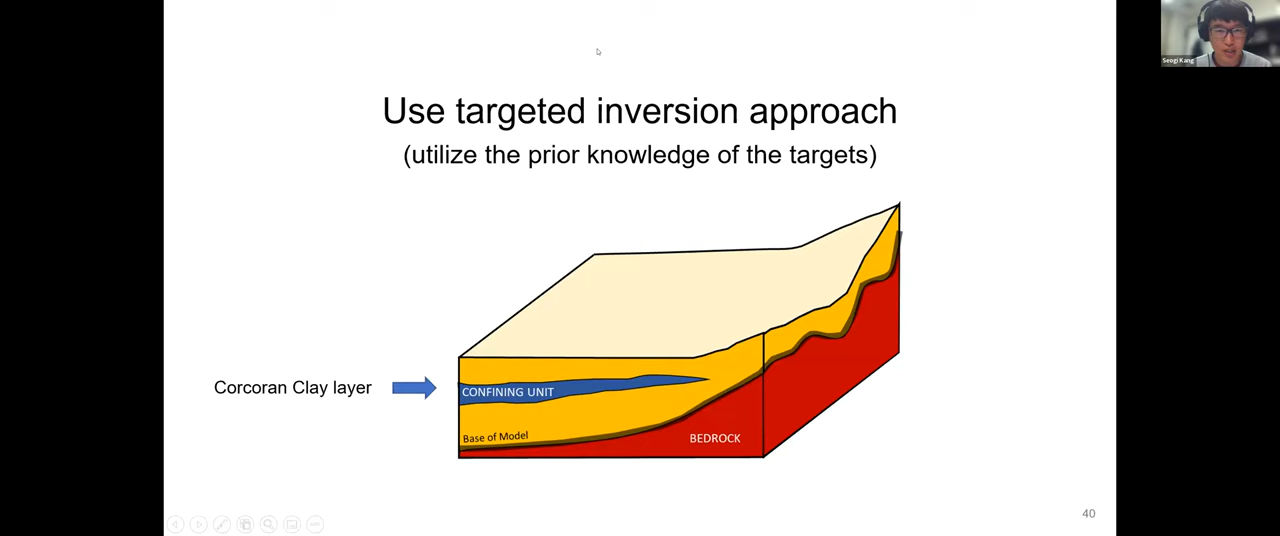 Seogi Kang
Use targeted inversion approach
(utilize the prior knowledge of the targets)
Corcoran Clay layer
CONFINING UNIT
Base of Model
BEDROCK
40